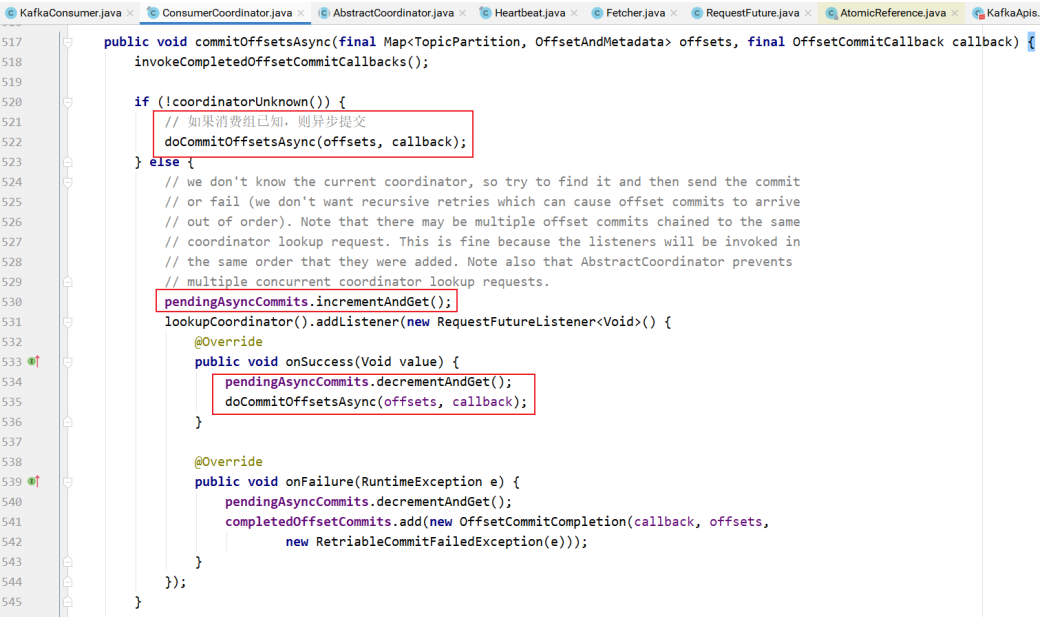 KafkaConsumer.java × ConsumerCoordinator.java × AbstractCoordinator.java × Heartbeat.java × Fetcher.java × RequestFuture.java × AtomicReference.java × KafkaApis.
517 public void commitOffsetsAsync(final Map<TopicPartition, OffsetAndMetadata> offsets, final OffsetCommitCallback callback) {
518 invokeCompletedOffsetCommitCallbacks();
519
520 if (!coordinatorUnknown()) {
521 // 如果消费组已知，则异步提交
522 doCommitOffsetsAsync(offsets, callback);
523 } else {
524 // we don't know the current coordinator, so try to find it and then send the commit
525 // or fail (we don't want recursive retries which can cause offset commits to arrive
526 // out of order). Note that there may be multiple offset commits chained to the same
527 // coordinator lookup request. This is fine because the listeners will be invoked in
528 // the same order that they were added. Note also that AbstractCoordinator prevents
529 // multiple concurrent coordinator lookup requests.
530 pendingAsyncCommits.incrementAndGet();
531 lookupCoordinator().addListener(new RequestFutureListener<Void>() {
532 @Override
533 public void onSuccess(Void value) {
534 pendingAsyncCommits.decrementAndGet();
535 doCommitOffsetsAsync(offsets, callback);
536 }
537
538 @Override
539 public void onFailure(RuntimeException e) {
540 pendingAsyncCommits.decrementAndGet();
541 completedOffsetCommits.add(new OffsetCommitCompletion(callback, offsets,
542 new RetriableCommitFailedException(e)));
543 }
544 });
545 }